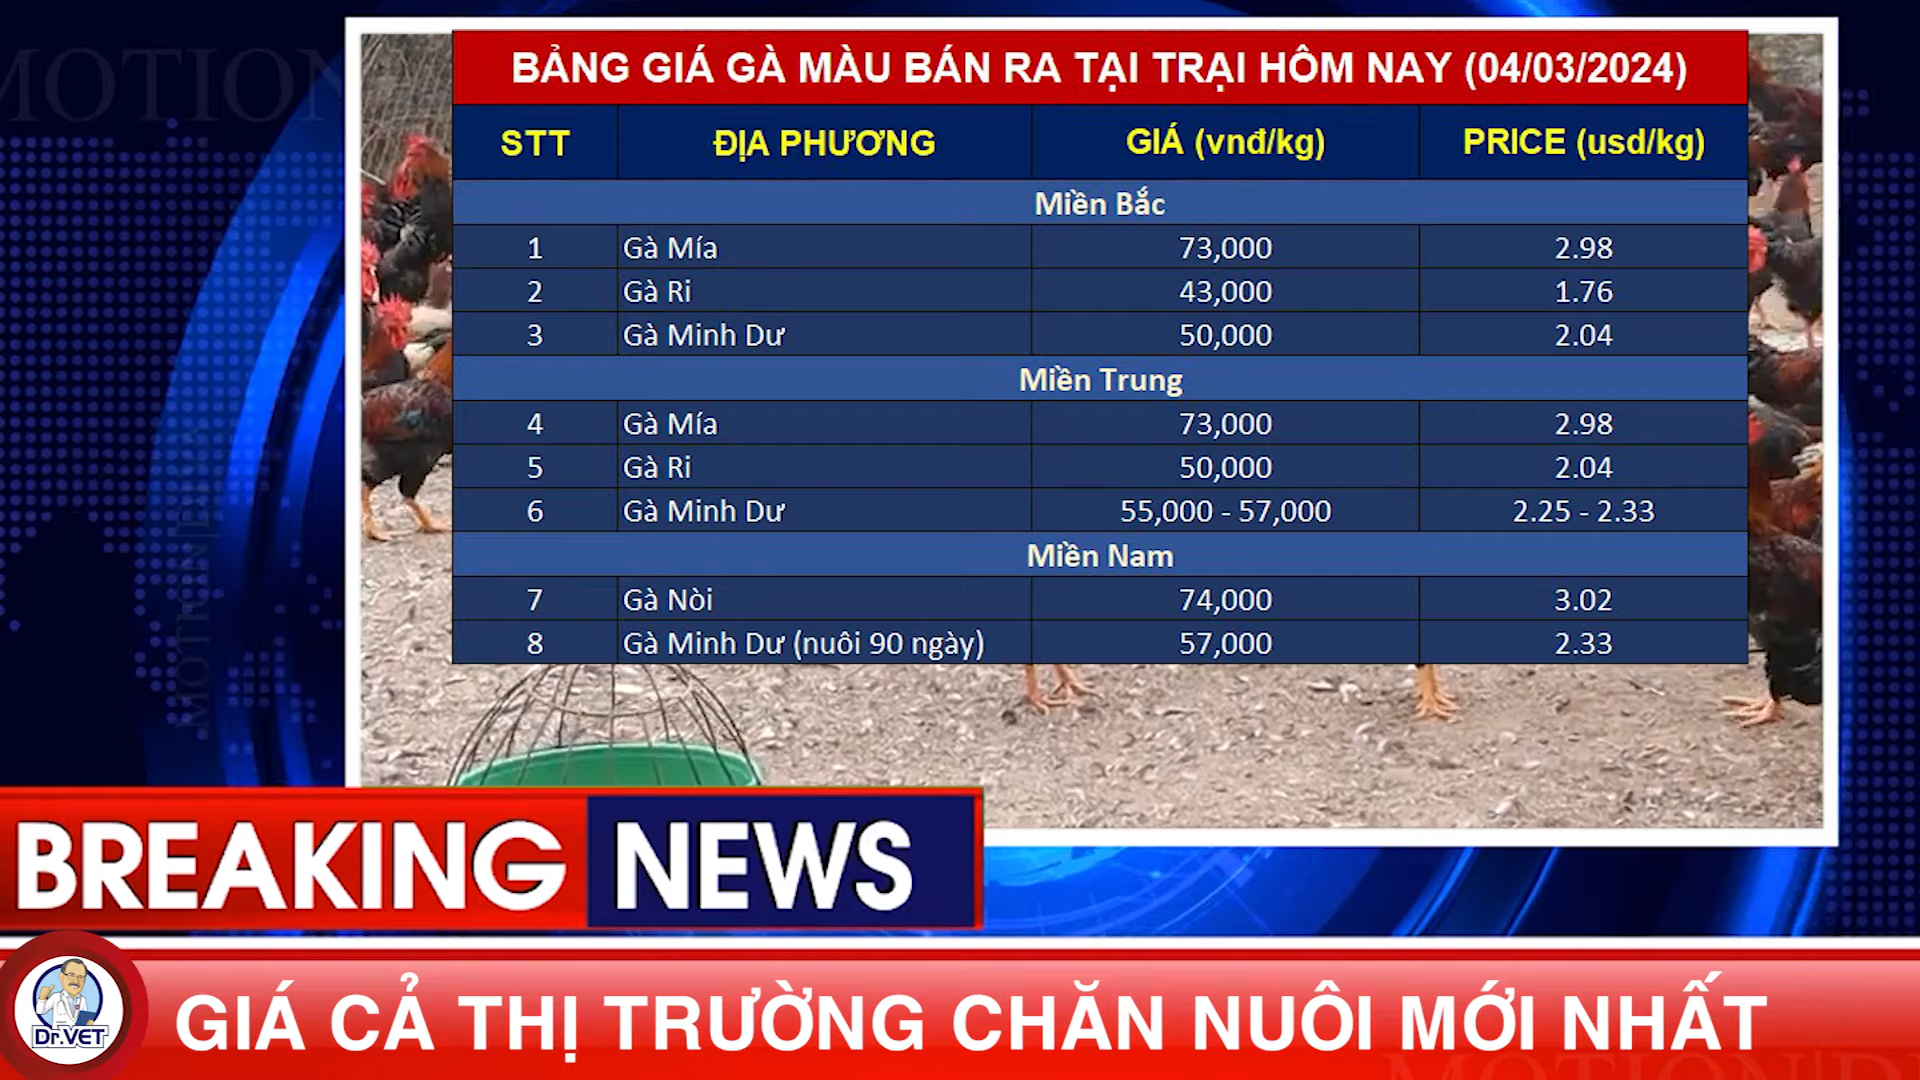 BẢNG GIÁ GÀ MÀU BÁN RA TẠI TRẠI HÔM NAY (04/03/2024)
STT ĐỊA PHƯƠNG GIÁ (vnđ/kg) PRICE (usd/kg)
Miền Bắc
1 Gà Mía 73,000 2.98
2 Gà Ri 43,000 1.76
3 Gà Minh Dư 50,000 2.04
Miền Trung
4 Gà Mía 73,000 2.98
5 Gà Ri 50,000 2.04
6 Gà Minh Dư 55,000 - 57,000 2.25 - 2.33
Miền Nam
7 Gà Nòi 74,000 3.02
8 Gà Minh Dư (nuôi 90 ngày) 57,000 2.33
BREAKING NEWS
Dr.VET
GIÁ CẢ THỊ TRƯỜNG CHĂN NUÔI MỚI NHẤT